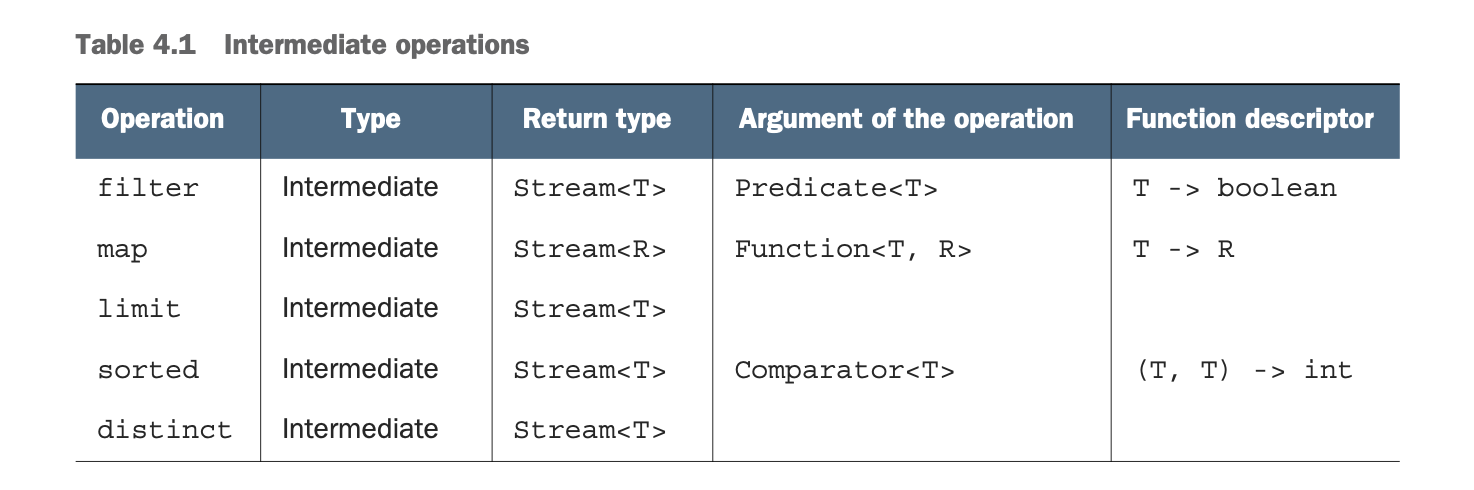 Table 4.1 Intermediate operations
Operation Type Return type Argument of the operation Function descriptor
filter Intermediate Stream<T> Predicate<T> T -> boolean
map Intermediate Stream<R> Function<T, R> T -> R
limit Intermediate Stream<T>
sorted Intermediate Stream<T> Comparator<T> (T, T) -> int
distinct Intermediate Stream<T>